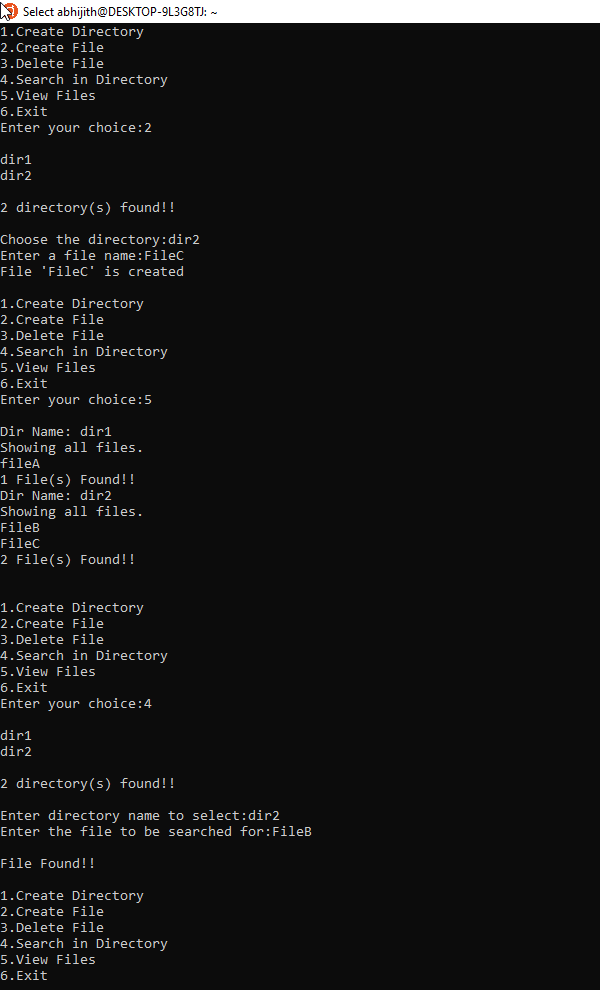 Select abhijith@DESKTOP-9L3G8TJ: ~
1.Create Directory
2.Create File
3.Delete File
4.Search in Directory
5.View Files
6.Exit
Enter your choice:2
dir1
dir2
2 directory(s) found!!
Choose the directory:dir2
Enter a file name:FileC
File 'FileC' is created
1.Create Directory
2.Create File
3.Delete File
4.Search in Directory
5.View Files
6.Exit
Enter your choice:5
Dir Name: dir1
Showing all files.
fileA
1 File(s) Found!!
Dir Name: dir2
Showing all files.
FileB
FileC
2 File(s) Found!!
1.Create Directory
2.Create File
3.Delete File
4.Search in Directory
5.View Files
6.Exit
Enter your choice:4
dir1
dir2
2 directory(s) found!!
Enter directory name to select:dir2
Enter the file to be searched for:FileB
File Found!!
1.Create Directory
2.Create File
3.Delete File
4.Search in Directory
5.View Files
6.Exit